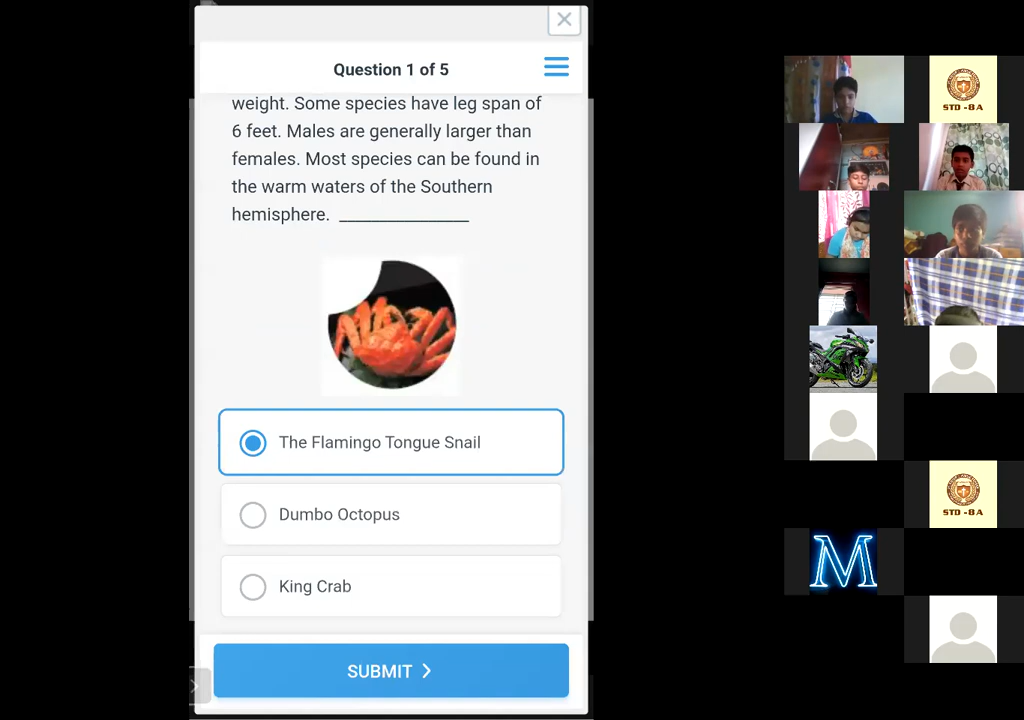 Question 1 of 5
weight. Some species have leg span of
6 feet. Males are generally larger than
females. Most species can be found in
the warm waters of the Southern
hemisphere. _______________
The Flamingo Tongue Snail
Dumbo Octopus
King Crab
SUBMIT
STD -8A
STD -8A
M